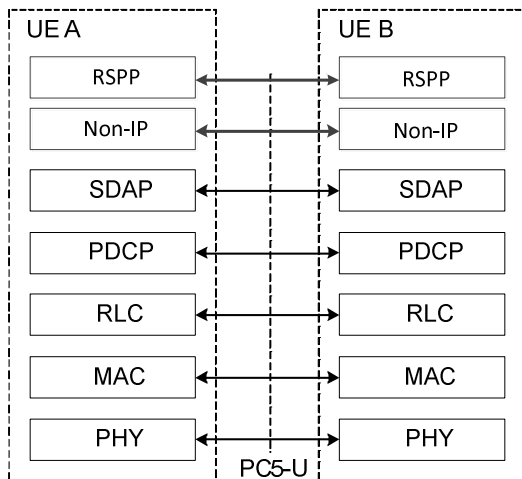 UE A UE B
RSPP RSPP
Non-IP Non-IP
SDAP SDAP
PDCP PDCP
RLC RLC
MAC MAC
PHY PHY
PC5-U